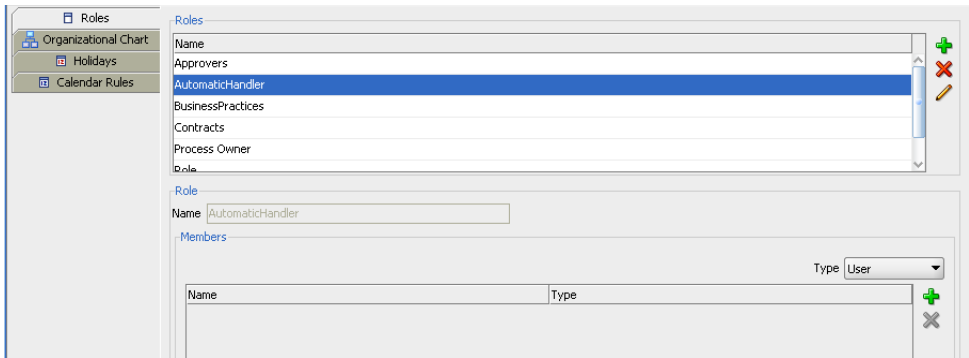 Roles
Organizational Chart
Holidays
Calendar Rules
Roles
Name
Approvers
AutomaticHandler
BusinessPractices
Contracts
Process Owner
Role
Role
Name AutomaticHandler
Members
Type User
Name Type